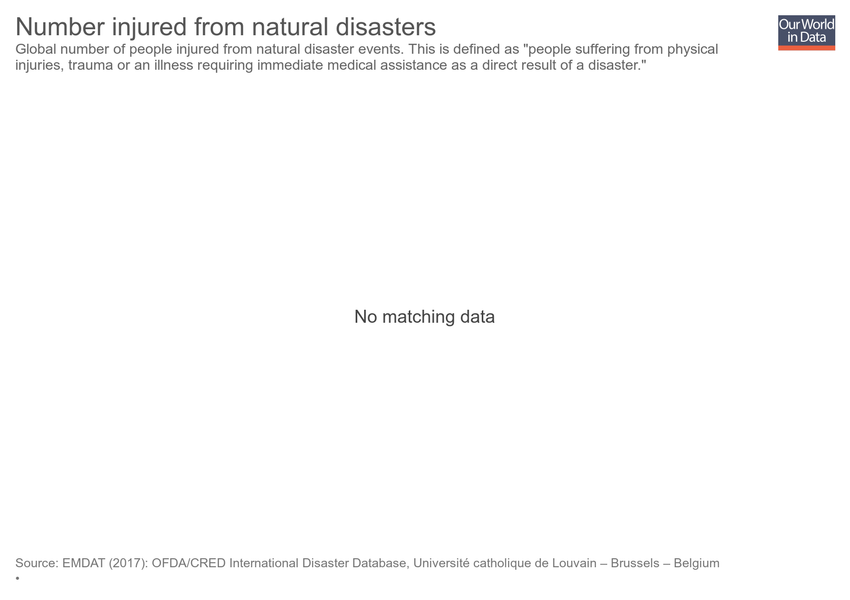 Number injured from natural disasters
Our World
in Data
Global number of people injured from natural disaster events. This is defined as "people suffering from physical
injuries, trauma or an illness requiring immediate medical assistance as a direct result of a disaster."
No matching data
Source: EMDAT (2017): OFDA/CRED International Disaster Database, Université catholique de Louvain – Brussels – Belgium
•